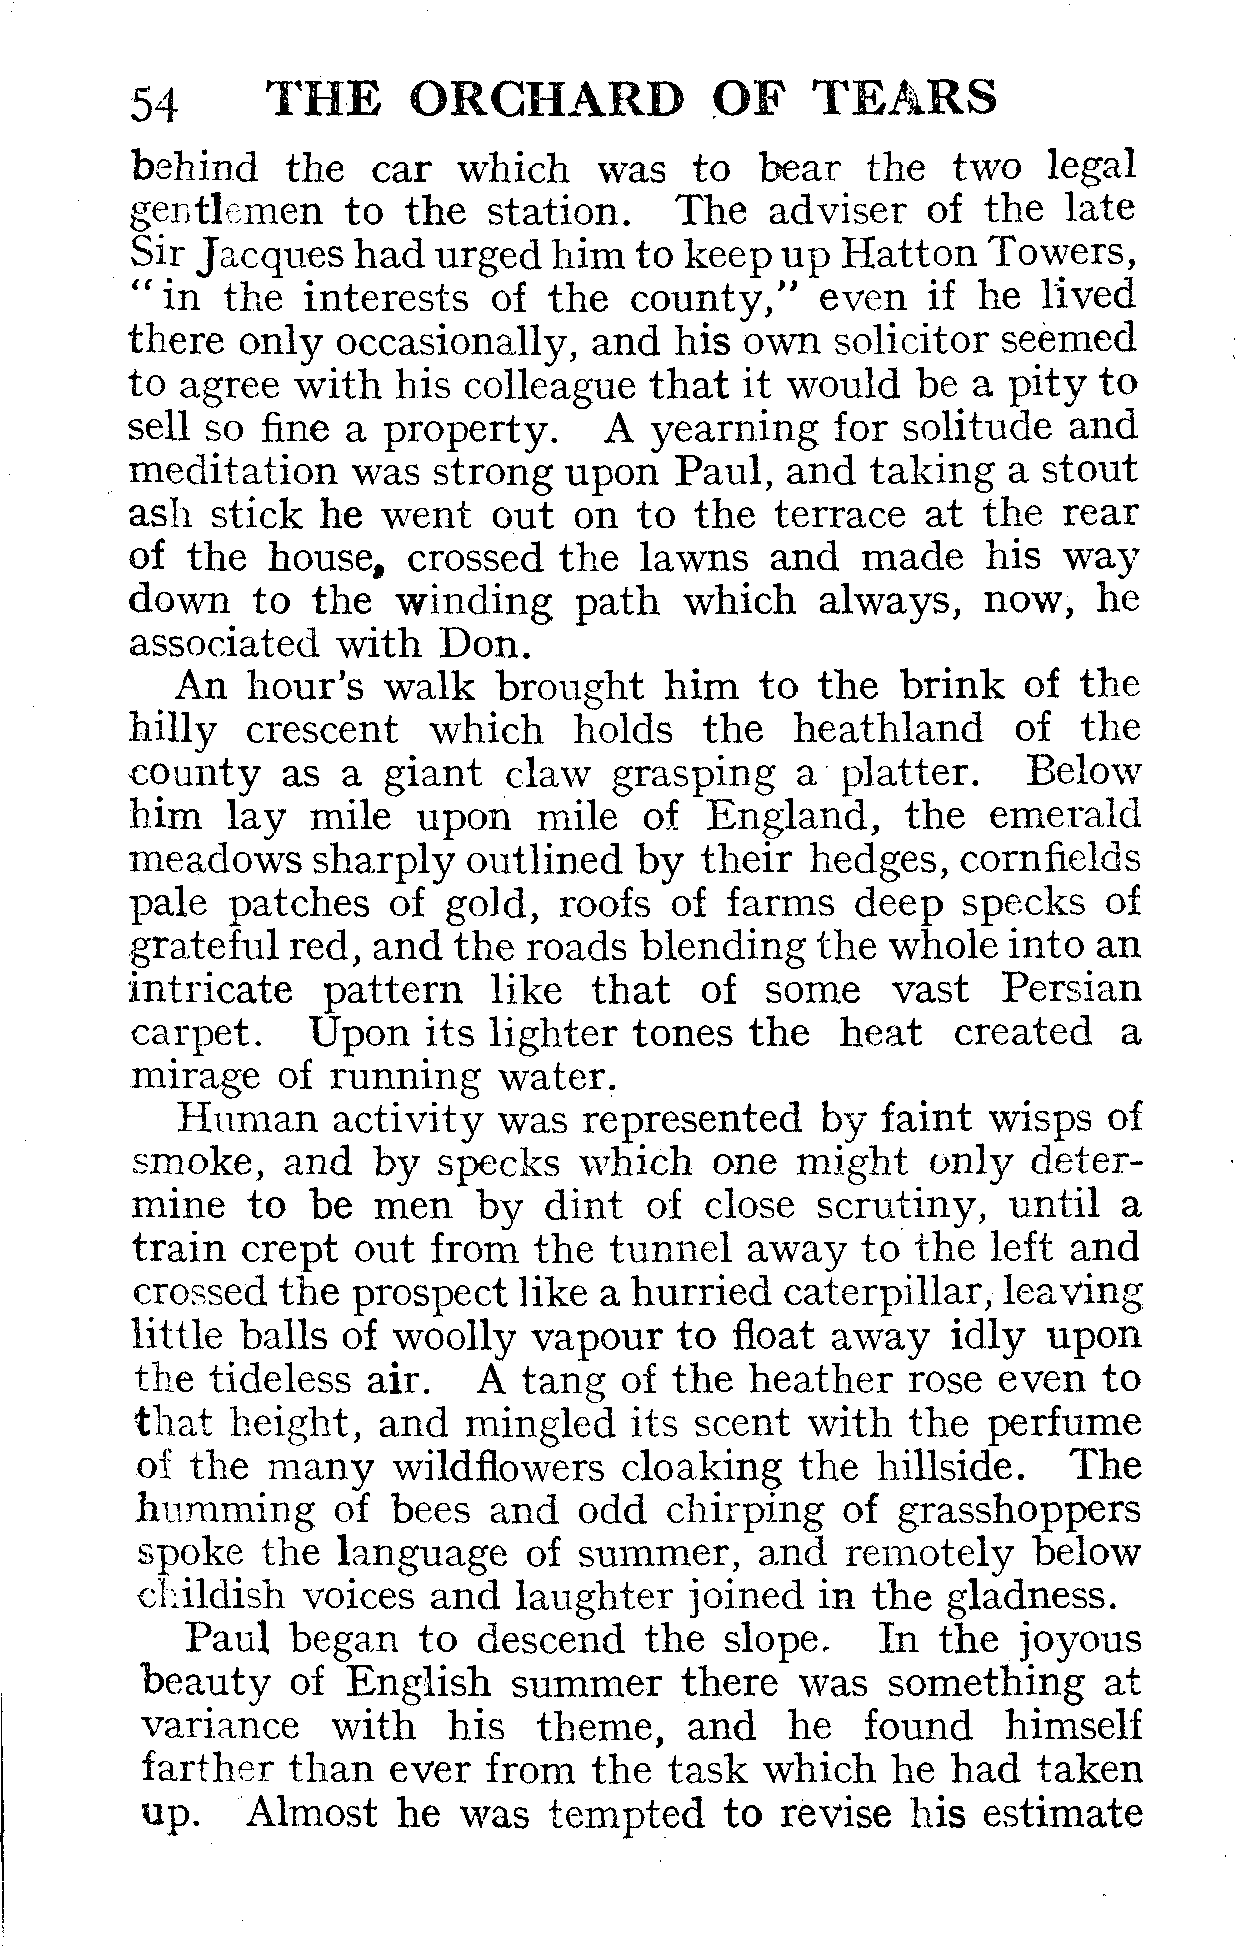 54 THE ORCHARD OF TEARS
behind the car which was to bear the two legal
gentlemen to the station. The adviser of the late
Sir Jacques had urged him to keep up Hatton Towers,
“ in the interests of the county,” even if he lived
there only occasionally, and his own solicitor seemed
to agree with his colleague that it would be a pity to
sell so fine a property. A yearning for solitude and
meditation was strong upon Paul, and taking a stout
ash stick he went out on to the terrace at the rear
of the house, crossed the lawns and made his way
down to the winding path which always, now, he
associated with Don.
An hour's walk brought him to the brink of the
hilly crescent which holds the heathland of the
county as a giant claw grasping a platter. Below
him lay mile upon mile of England, the emerald
meadows sharply outlined by their hedges, cornfields
pale patches of gold, roofs of farms deep specks of
grateful red, and the roads blending the whole into an
intricate pattern like that of some vast Persian
carpet. Upon its lighter tones the heat created a
mirage of running water.
Human activity was represented by faint wisps of
smoke, and by specks which one might only deter-
mine to be men by dint of close scrutiny, until a
train crept out from the tunnel away to the left and
crossed the prospect like a hurried caterpillar, leaving
little balls of woolly vapour to float away idly upon
the tideless air. A tang of the heather rose even to
that height, and mingled its scent with the perfume
of the many wildflowers cloaking the hillside. The
humming of bees and odd chirping of grasshoppers
spoke the language of summer, and remotely below
childish voices and laughter joined in the gladness.
Paul began to descend the slope. In the joyous
beauty of English summer there was something at
variance with his theme, and he found himself
farther than ever from the task which he had taken
up. Almost he was tempted to revise his estimate